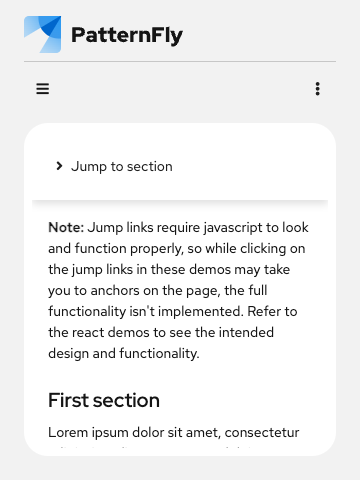 PatternFly
Jump to section
Note: Jump links require javascript to look
and function properly, so while clicking on
the jump links in these demos may take
you to anchors on the page, the full
functionality isn't implemented. Refer to
the react demos to see the intended
design and functionality.
First section
Lorem ipsum dolor sit amet, consectetur